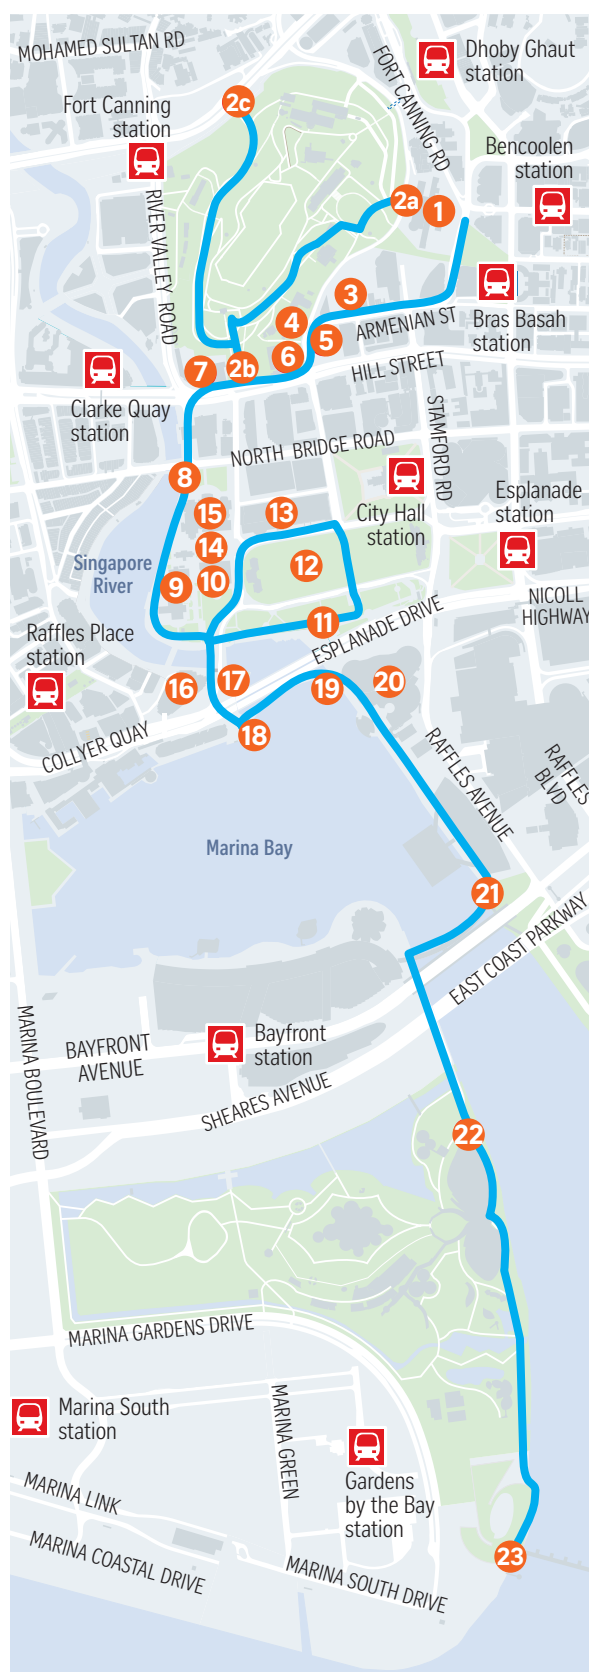 MOHAMED SULTAN RD
FORT CANNING RD
Dhoby Ghaut
station
2c
Fort Canning
station
Bencoolen
station
RIVER VALLEY ROAD
2a
1
3
4
5
6
7
2b
ARMENIAN ST
Bras Basah
station
HILL STREET
Clarke Quay
station
STAMFORD RD
NORTH BRIDGE ROAD
8
City Hall
station
Esplanade
station
15
13
14
12
Singapore
River
9
10
NICOLL
HIGHWAY
11
ESPLANADE DRIVE
Raffles Place
station
16
17
19
20
18
COLLYER QUAY
RAFFLES AVENUE
RAFFLES
BLVD
Marina Bay
21
EAST COAST PARKWAY
MARINA BOULEVARD
BAYFRONT
AVENUE
Bayfront
station
SHEARES AVENUE
22
MARINA GARDENS DRIVE
Marina South
station
MARINA GREEN
Gardens
by the Bay
station
MARINA LINK
MARINA COASTAL DRIVE
MARINA SOUTH DRIVE
23